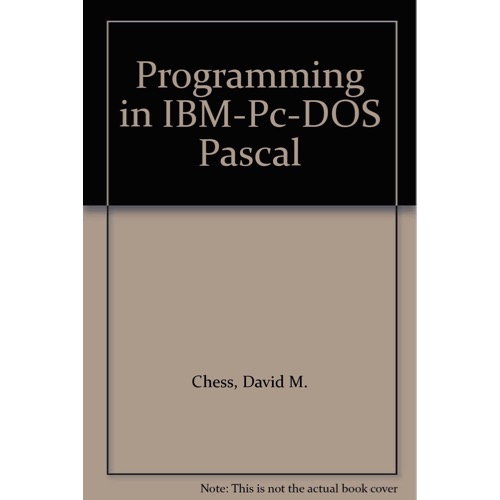 Programming
in IBM-Pc-DOS
Pascal
Chess, David M.
Note: This is not the actual book cover